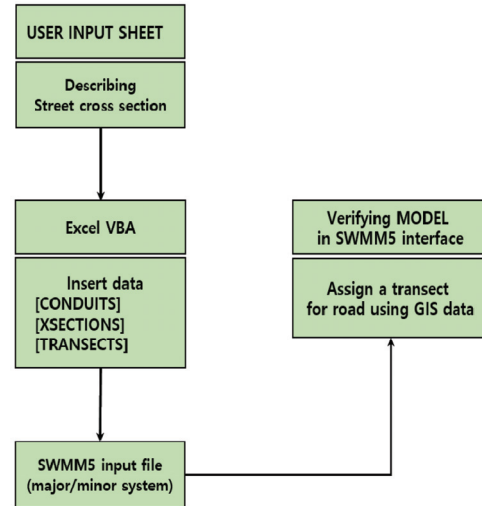 USER INPUT SHEET
Describing
Street cross section
Excel VBA
Insert data
[CONDUITS]
[XSECTIONS]
[TRANSECTS]
SWMM5 input file
(major/minor system)
Verifying MODEL
in SWMM5 interface
Assign a transect
for road using GIS data